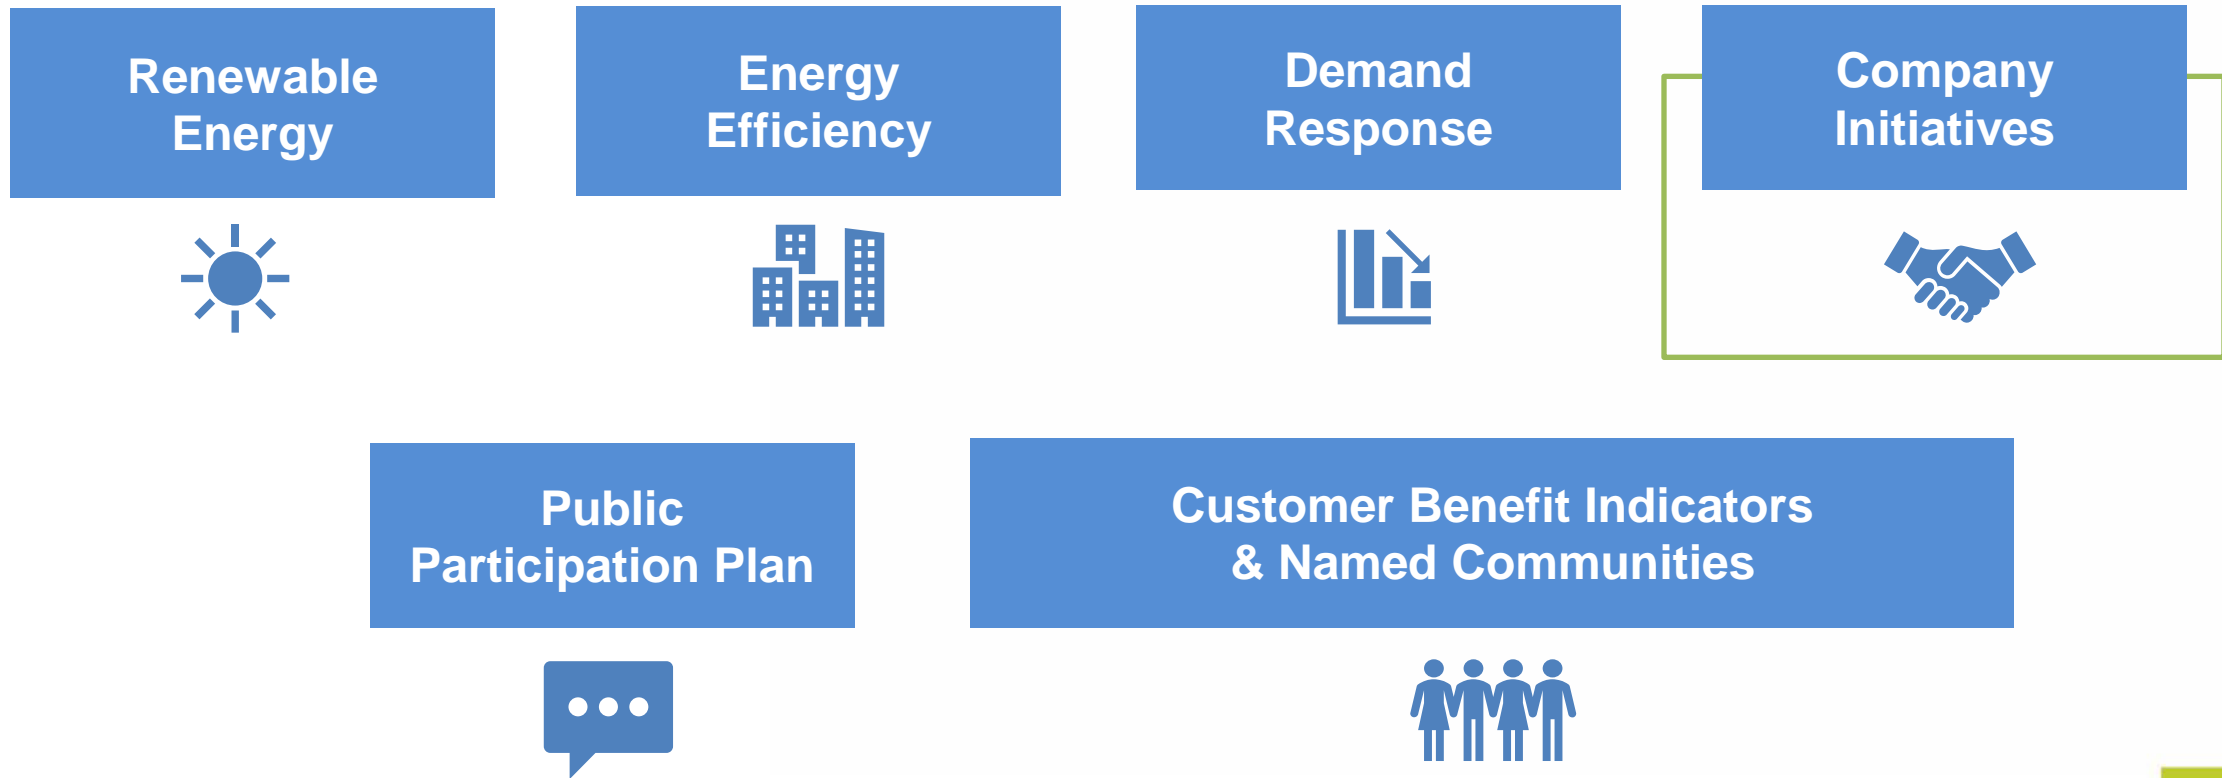 Renewable
Energy
Energy
Efficiency
Demand
Response
Company
Initiatives
Public
Participation Plan
Customer Benefit Indicators
& Named Communities